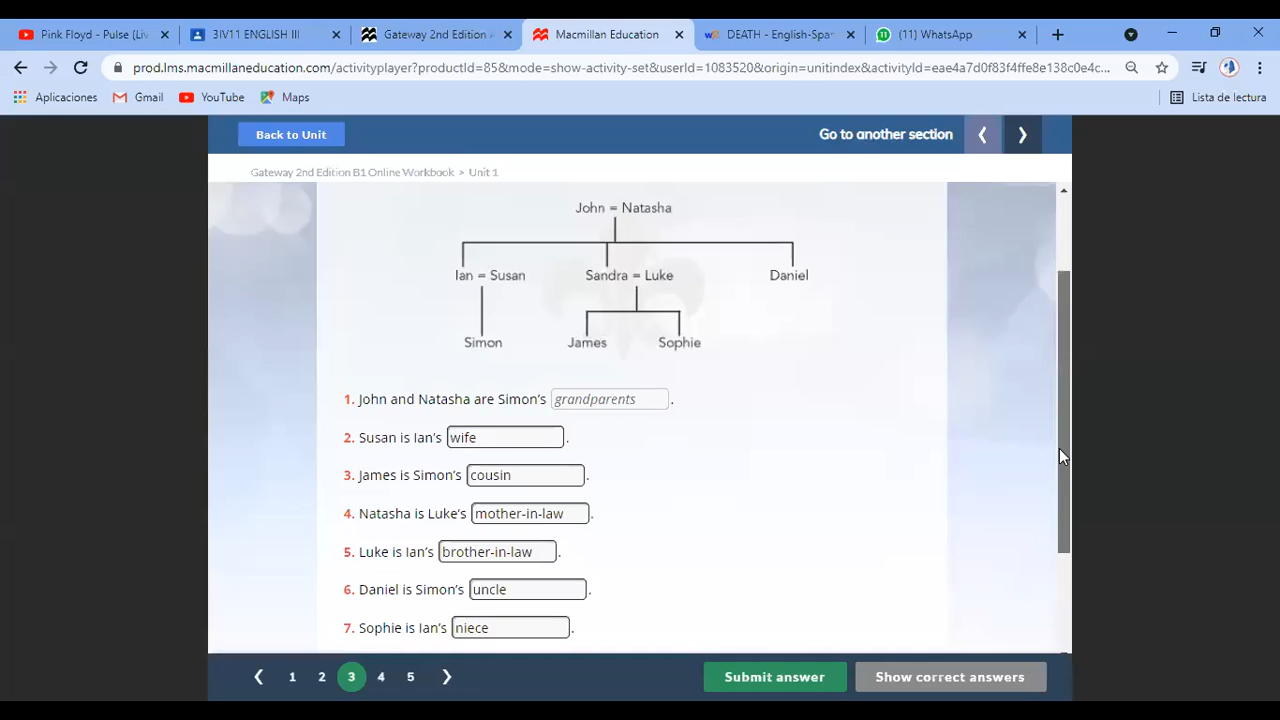 Pink Floyd - Pulse (Liv
3IV11 ENGLISH III
Gateway 2nd Edition A
Macmillan Education
DEATH - English-Spar
(11) WhatsApp
prod.lms.macmillaneducation.com/activityplayer?productId=85&mode=show-activity-set&userId=1083520&origin=unitindex&activityId=eae4a7d0f83f4ffe8e138c0e4c...
Aplicaciones
Gmail
YouTube
Maps
Lista de lectura
Back to Unit
Go to another section
Gateway 2nd Edition B1 Online Workbook > Unit 1
John = Natasha
Ian = Susan
Sandra = Luke
Daniel
Simon
James
Sophie
1. John and Natasha are Simon's grandparents .
2. Susan is Ian's wife .
3. James is Simon's cousin .
4. Natasha is Luke's mother-in-law .
5. Luke is Ian's brother-in-law .
6. Daniel is Simon's uncle .
7. Sophie is Ian's niece .
1 2 3 4 5
Submit answer
Show correct answers